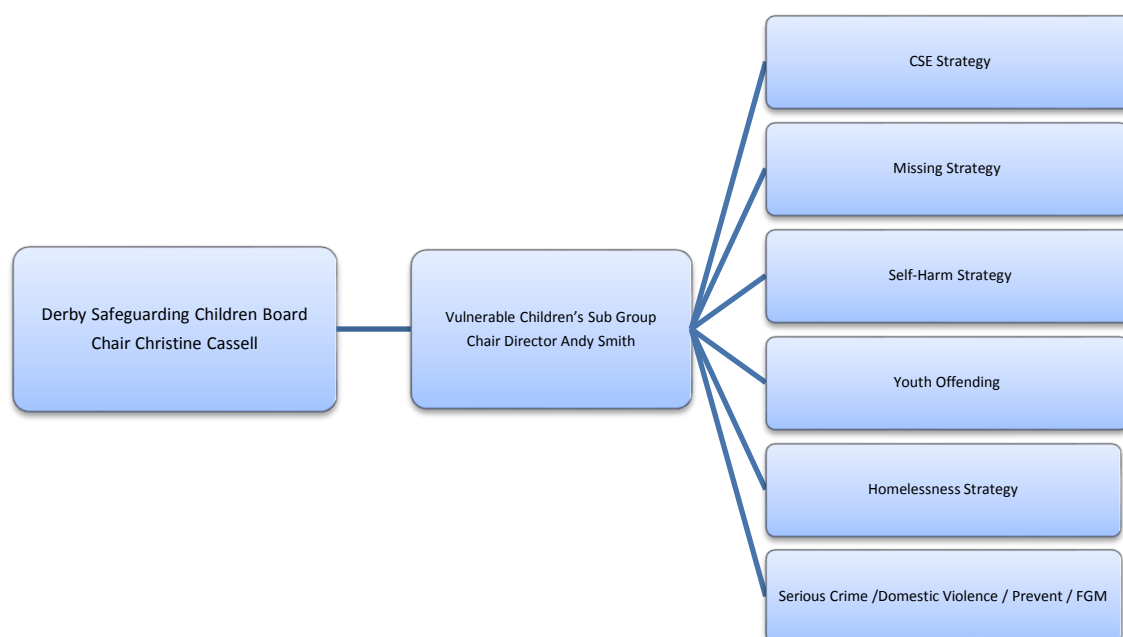 Derby Safeguarding Children Board
Chair Christine Cassell
Vulnerable Children’s Sub Group
Chair Director Andy Smith
CSE Strategy
Missing Strategy
Self-Harm Strategy
Youth Offending
Homelessness Strategy
Serious Crime /Domestic Violence / Prevent / FGM